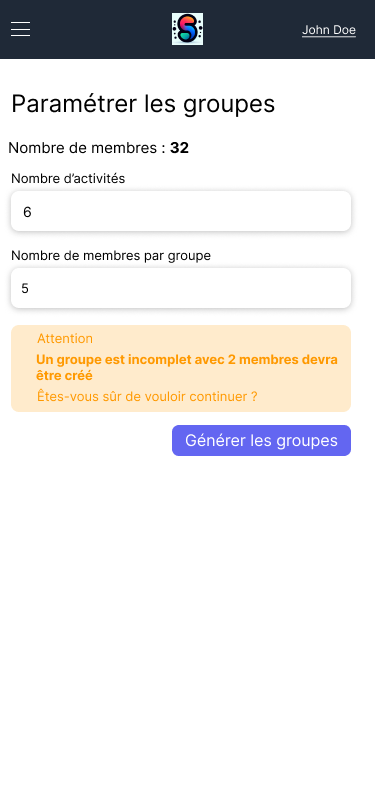 John Doe
Paramétrer les groupes
Nombre de membres : 32
Nombre d’activités
6
Nombre de membres par groupe
5
Attention
Un groupe est incomplet avec 2 membres devra
être créé
Êtes-vous sûr de vouloir continuer ?
Générer les groupes